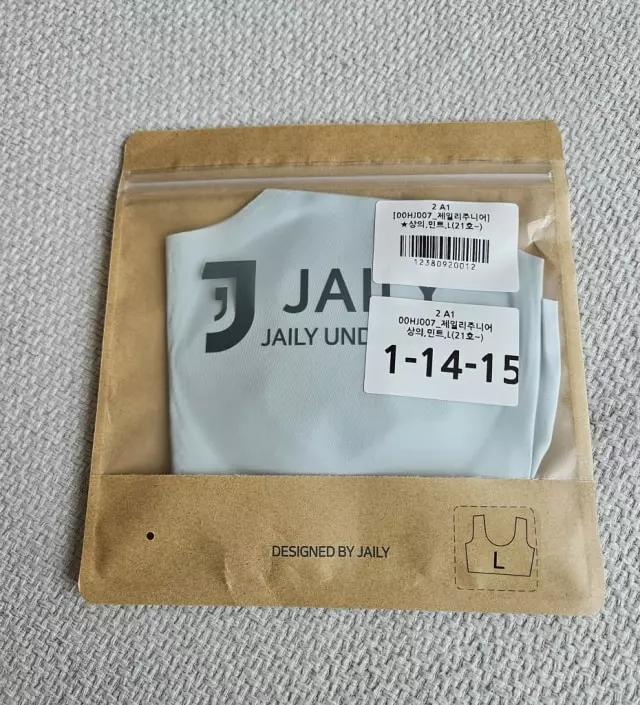 2 A1
[00HJ007_제일리주니어]
★상의,민트,L(21호~)
12380920012
JAILY
JAILY UND
2 A1
00HJ007_제일리주니어
상의,민트,L(21호~)
1-14-15
DESIGNED BY JAILY
L